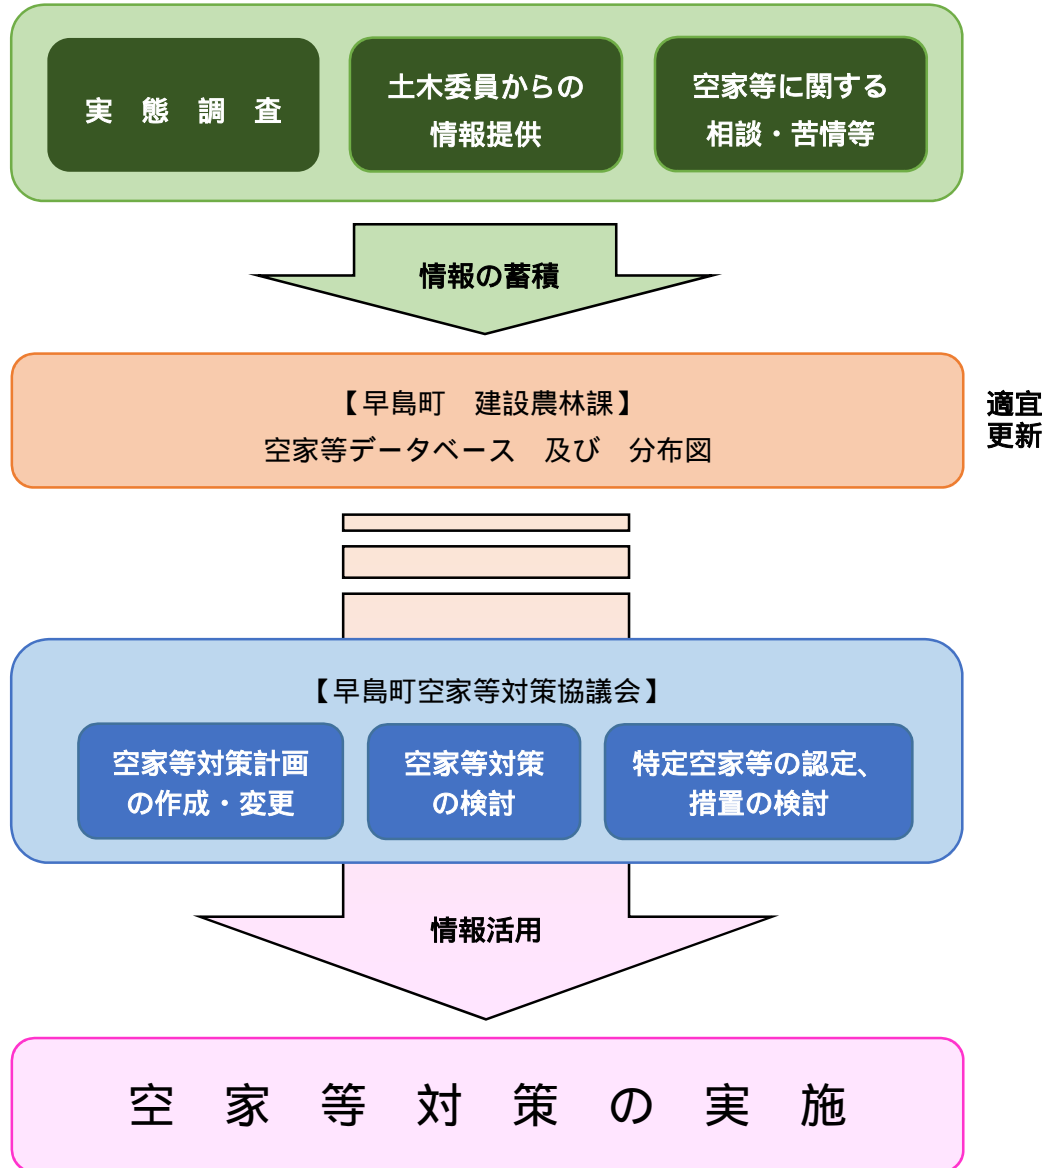 実　態　調　査
土木委員からの
情報提供
空家等に関する
相談・苦情等
情報の蓄積
【早島町　建設農林課】
空家等データベース　及び　分布図
適宜
更新
【早島町空家等対策協議会】
空家等対策計画
の作成・変更
空家等対策
の検討
特定空家等の認定、
措置の検討
情報活用
空　家　等　対　策　の　実　施